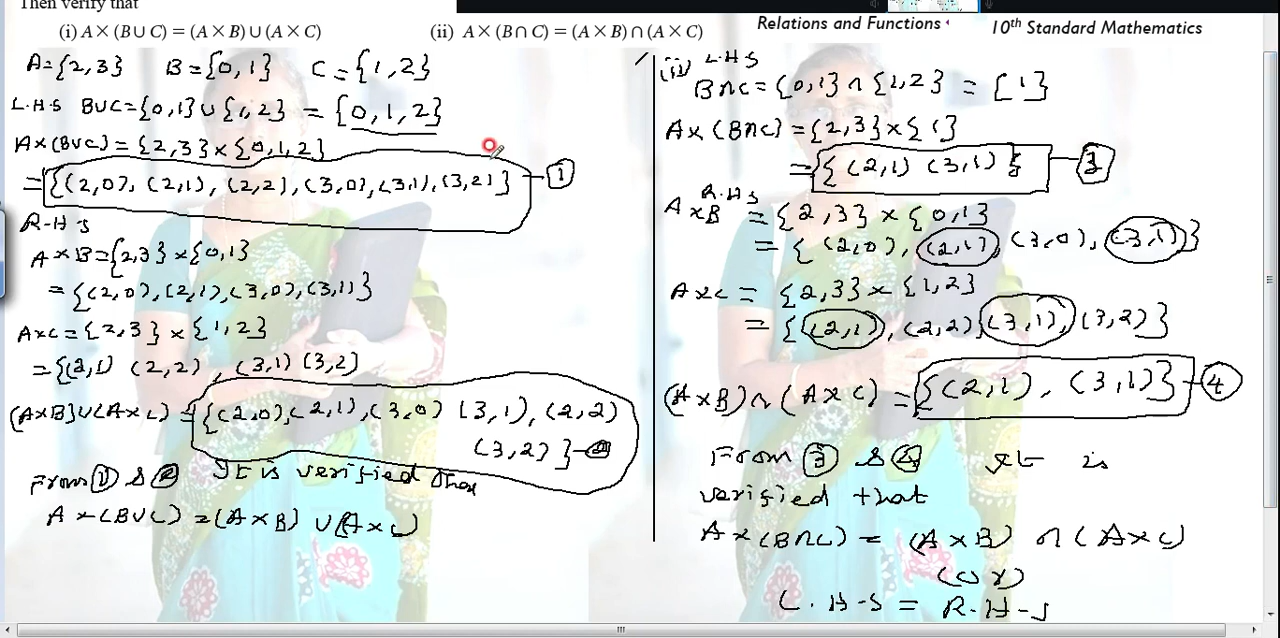 Then verify that
(i) A×(B∪C) = (A×B)∪(A×C)
(ii) A×(B∩C) = (A×B)∩(A×C)
Relations and Functions
10th Standard Mathematics
A={2,3} B={0,1} C={1,2}
L.H-S B∪C={0,1}∪{1,2} = {0,1,2}
A×(B∪C) = {2,3}×{0,1,2}
={(2,0), (2,1), (2,2), (3,0), (3,1), (3,2)} - ①
R-H-S
A×B={2,3}×{0,1}
={(2,0), (2,1), (3,0), (3,1)}
A×C={2,3}×{1,2}
={(2,1) (2,2), (3,1) (3,2)
(A×B)∪(A×C) = {(2,0), (2,1), (3,0) (3,1), (2,2)
(3,2)} - ②
From ① & ② It is verified that
A×(B∪C) = (A×B) ∪ (A×C)
(ii) L.H-S
B∩C={0,1}∩{1,2} = {1}
A×(B∩C) = {2,3}×{1}
={(2,1) (3,1)} - ③
R.H-S
A×B = {2,3}×{0,1}
= {(2,0), (2,1), (3,0), (3,1)}
A×C = {2,3}×{1,2}
= {(2,1), (2,2), (3,1), (3,2)}
(A×B)∩(A×C) = {(2,1), (3,1)} - ④
From ③ & ④ It is
verified that
A×(B∩C) = (A×B) ∩ (A×C)
(or)
L.H-S = R.H-S